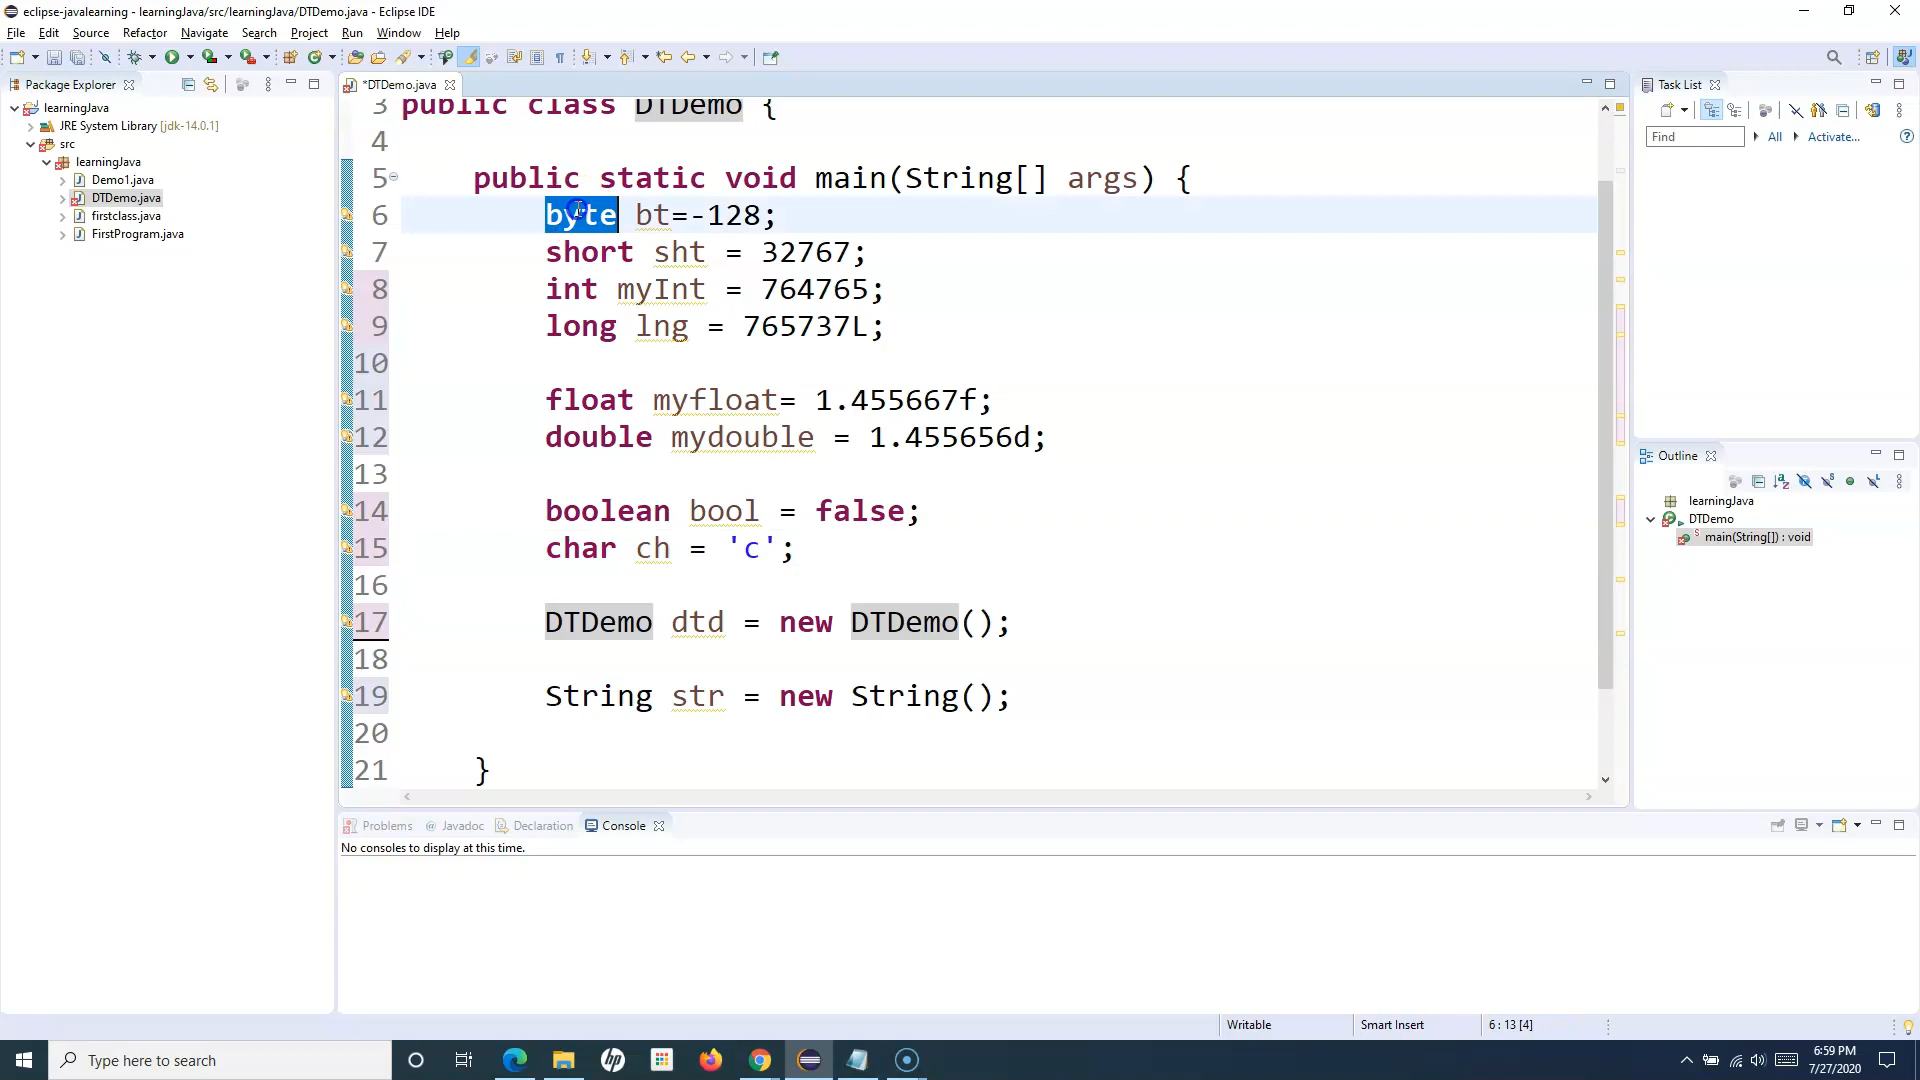 eclipse-javalearning - learningJava/src/learningJava/DTDemo.java - Eclipse IDE
File Edit Source Refactor Navigate Search Project Run Window Help
Package Explorer
*DTDemo.java
Task List
learningJava
JRE System Library [jdk-14.0.1]
src
learningJava
Demo1.java
DTDemo.java
firstclass.java
FirstProgram.java
3 public class DTDemo {
4
5 public static void main(String[] args) {
6 byte bt=-128;
7 short sht = 32767;
8 int myInt = 764765;
9 long lng = 765737L;
10
11 float myfloat= 1.455667f;
12 double mydouble = 1.455656d;
13
14 boolean bool = false;
15 char ch = 'c';
16
17 DTDemo dtd = new DTDemo();
18
19 String str = new String();
20
21 }
Find All Activate...
Outline
learningJava
DTDemo
main(String[]) : void
Problems @ Javadoc Declaration Console
No consoles to display at this time.
Writable Smart Insert 6 : 13 [4]
Type here to search
6:59 PM
7/27/2020